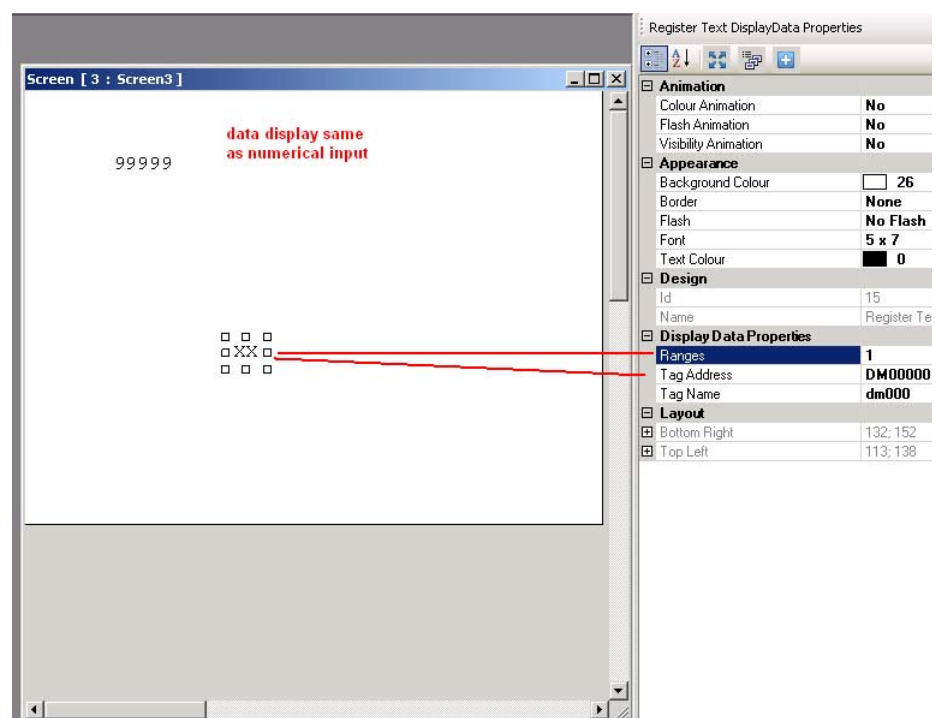 Register Text DisplayData Properties
Screen [ 3 : Screen3 ]
data display same
as numerical input
99999
XX
Animation
Colour Animation No
Flash Animation No
Visibility Animation No
Appearance
Background Colour 26
Border None
Flash No Flash
Font 5 x 7
Text Colour 0
Design
Id 15
Name Register Te
Display Data Properties
Ranges 1
Tag Address DM00000
Tag Name dm000
Layout
Bottom Right 132; 152
Top Left 113; 138